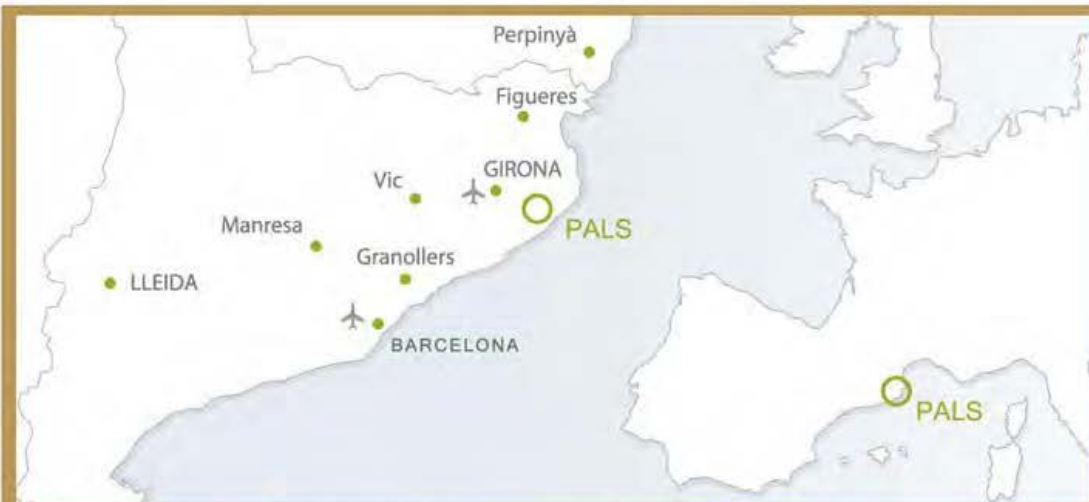 Perpinyà
Figueres
GIRONA
Vic
PALS
Manresa
Granollers
LLEIDA
BARCELONA
PALS